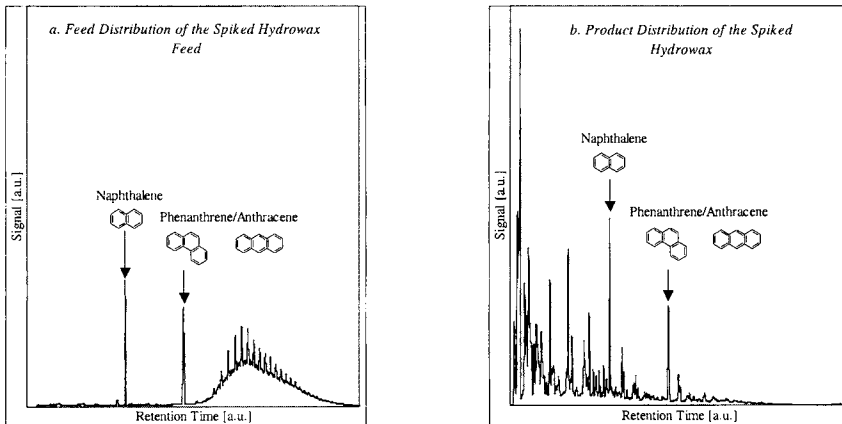 a. Feed Distribution of the Spiked Hydrowax
Feed
Signal [a.u.]
Naphthalene
Phenanthrene/Anthracene
Retention Time [a.u.]
b. Product Distribution of the Spiked
Hydrowax
Signal [a.u.]
Naphthalene
Phenanthrene/Anthracene
Retention Time [a.u.]